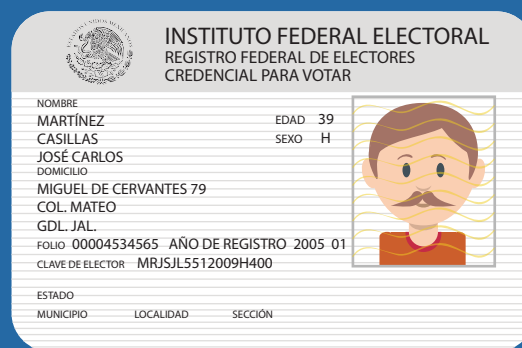 INSTITUTO FEDERAL ELECTORAL
REGISTRO FEDERAL DE ELECTORES
CREDENCIAL PARA VOTAR
NOMBRE
MARTÍNEZ EDAD 39
CASILLAS SEXO H
JOSÉ CARLOS
DOMICILIO
MIGUEL DE CERVANTES 79
COL. MATEO
GDL. JAL.
FOLIO 00004534565 AÑO DE REGISTRO 2005 01
CLAVE DE ELECTOR MRJSJL5512009H400
ESTADO
MUNICIPIO LOCALIDAD SECCIÓN